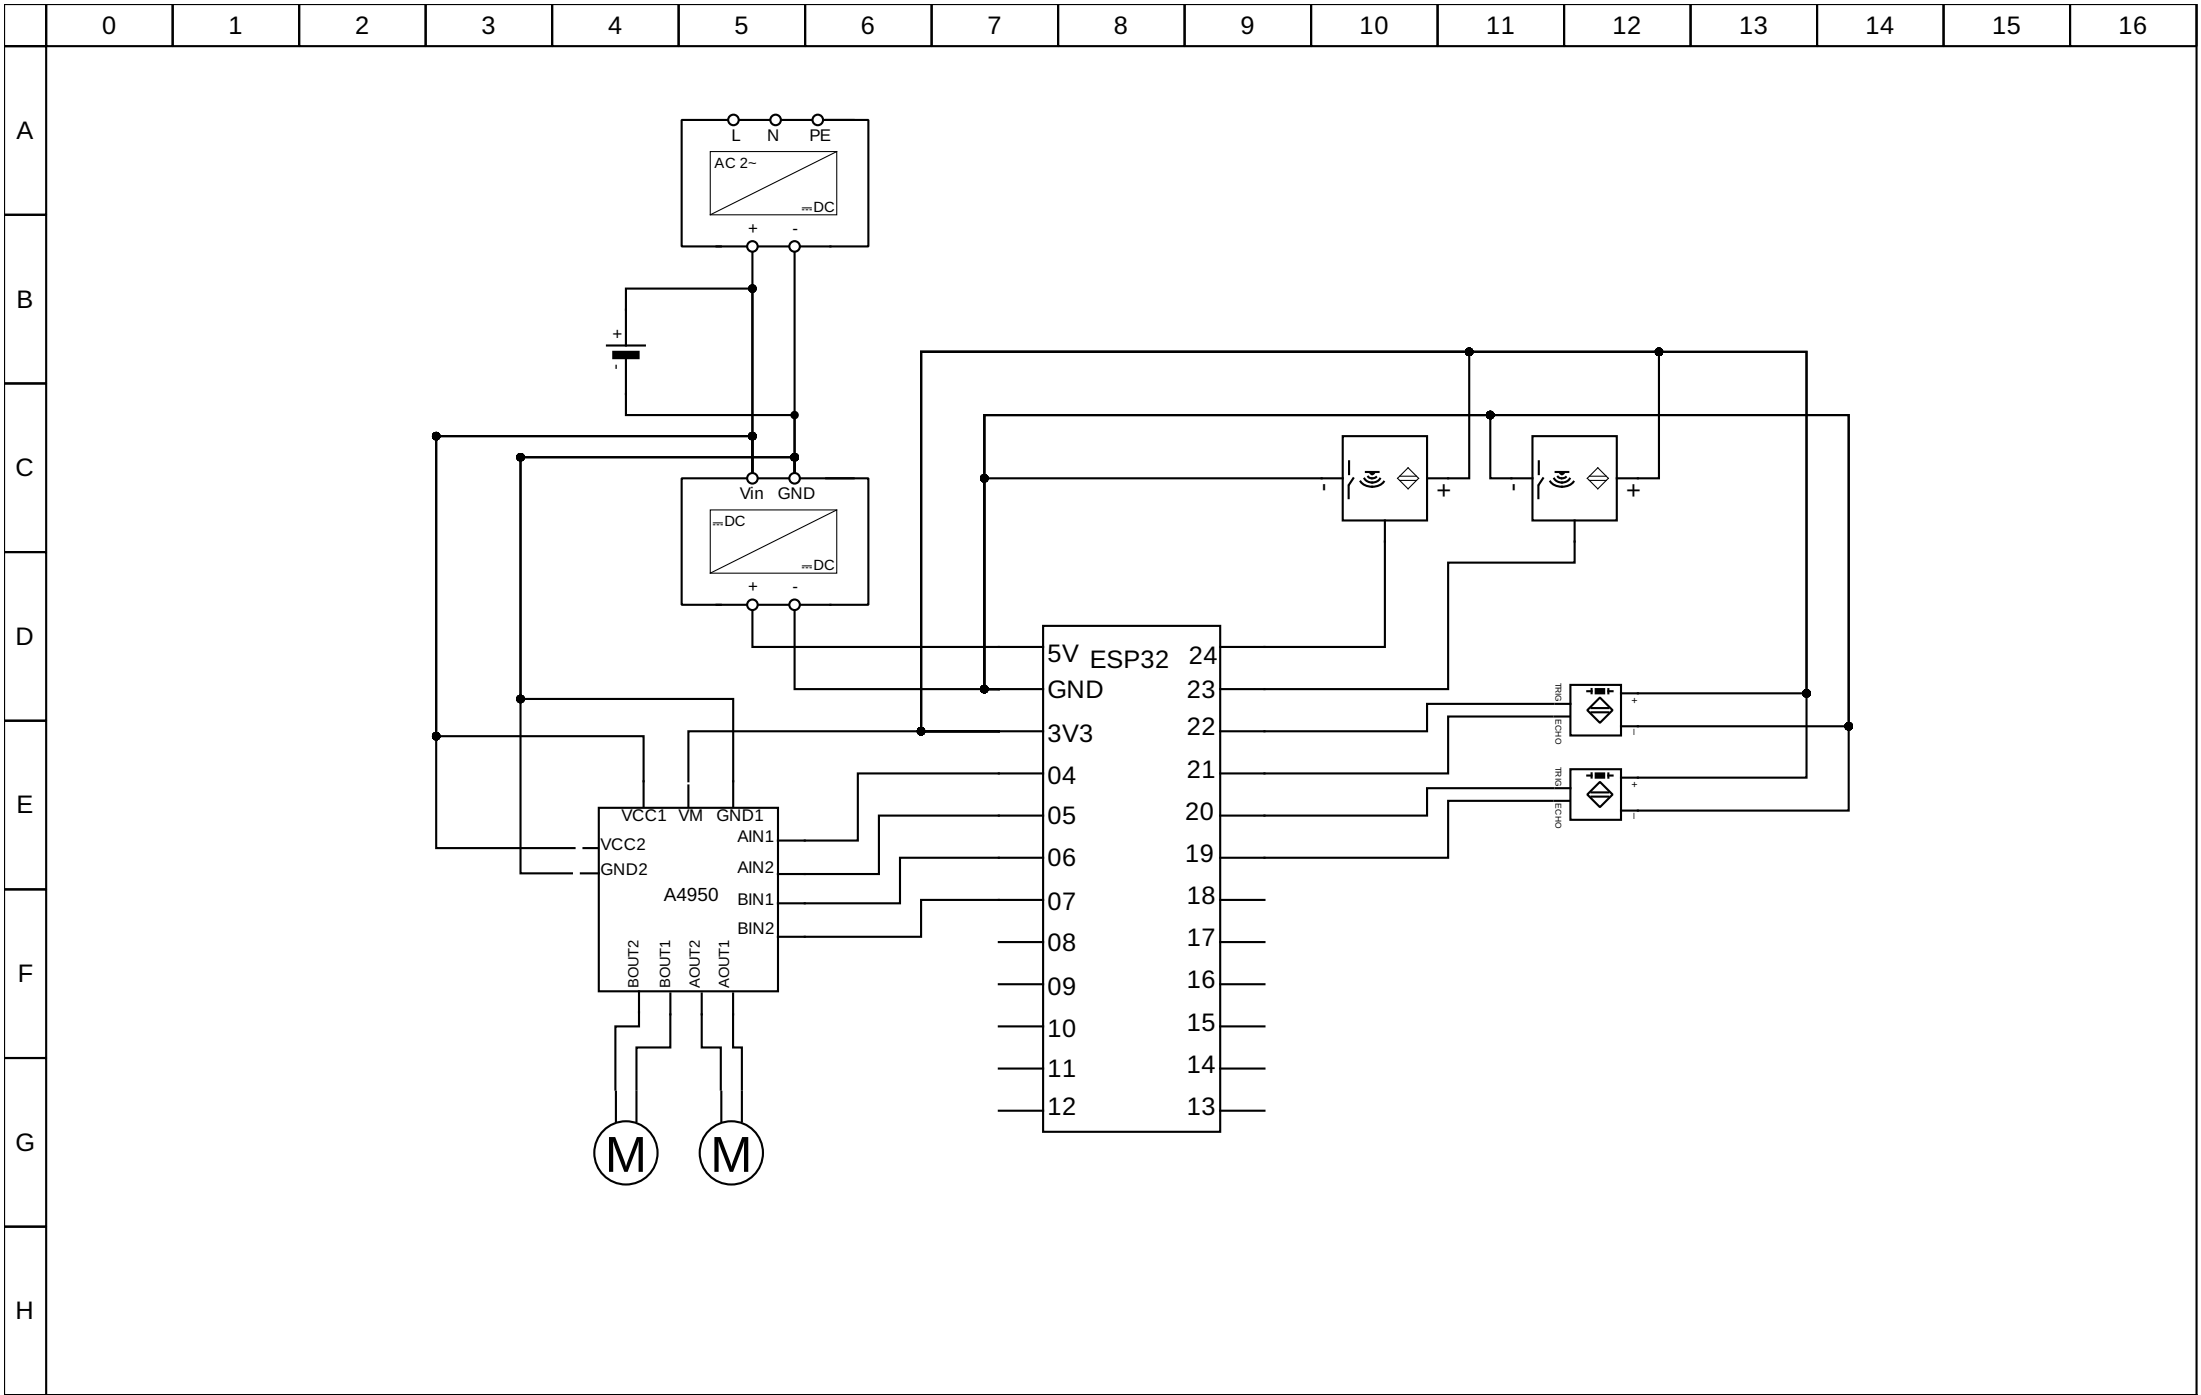 0 1 2 3 4 5 6 7 8 9 10 11 12 13 14 15 16
A
L N PE
AC 2~
⎓DC
+ -
B
+
-
C
Vin GND
- + - +
⎓DC
⎓DC
+ -
D
5V ESP32 24
GND 23
TRIG
+
22
ECHO
-
3V3
04 21
TRIG
+
E
05 20
ECHO
-
VCC1 VM GND1
AIN1
VCC2
06 19
AIN2
GND2
A4950
BIN1
07 18
BIN2
08 17
BOUT2 BOUT1 AOUT2 AOUT1
F
09 16
10 15
11 14
12 13
G
M M
H